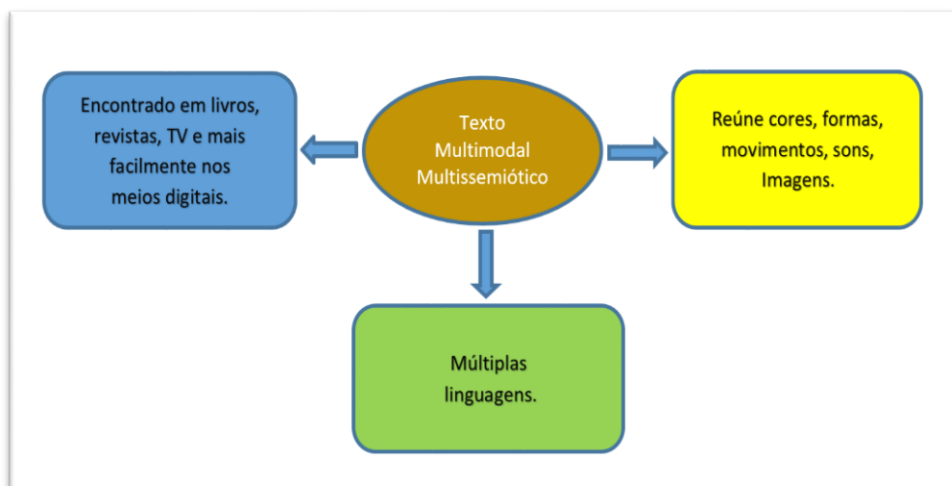 Encontrado em livros,
revistas, TV e mais
facilmente nos
meios digitais.
Texto
Multimodal
Multissemiótico
Reúne cores, formas,
movimentos, sons,
Imagens.
Múltiplas
linguagens.